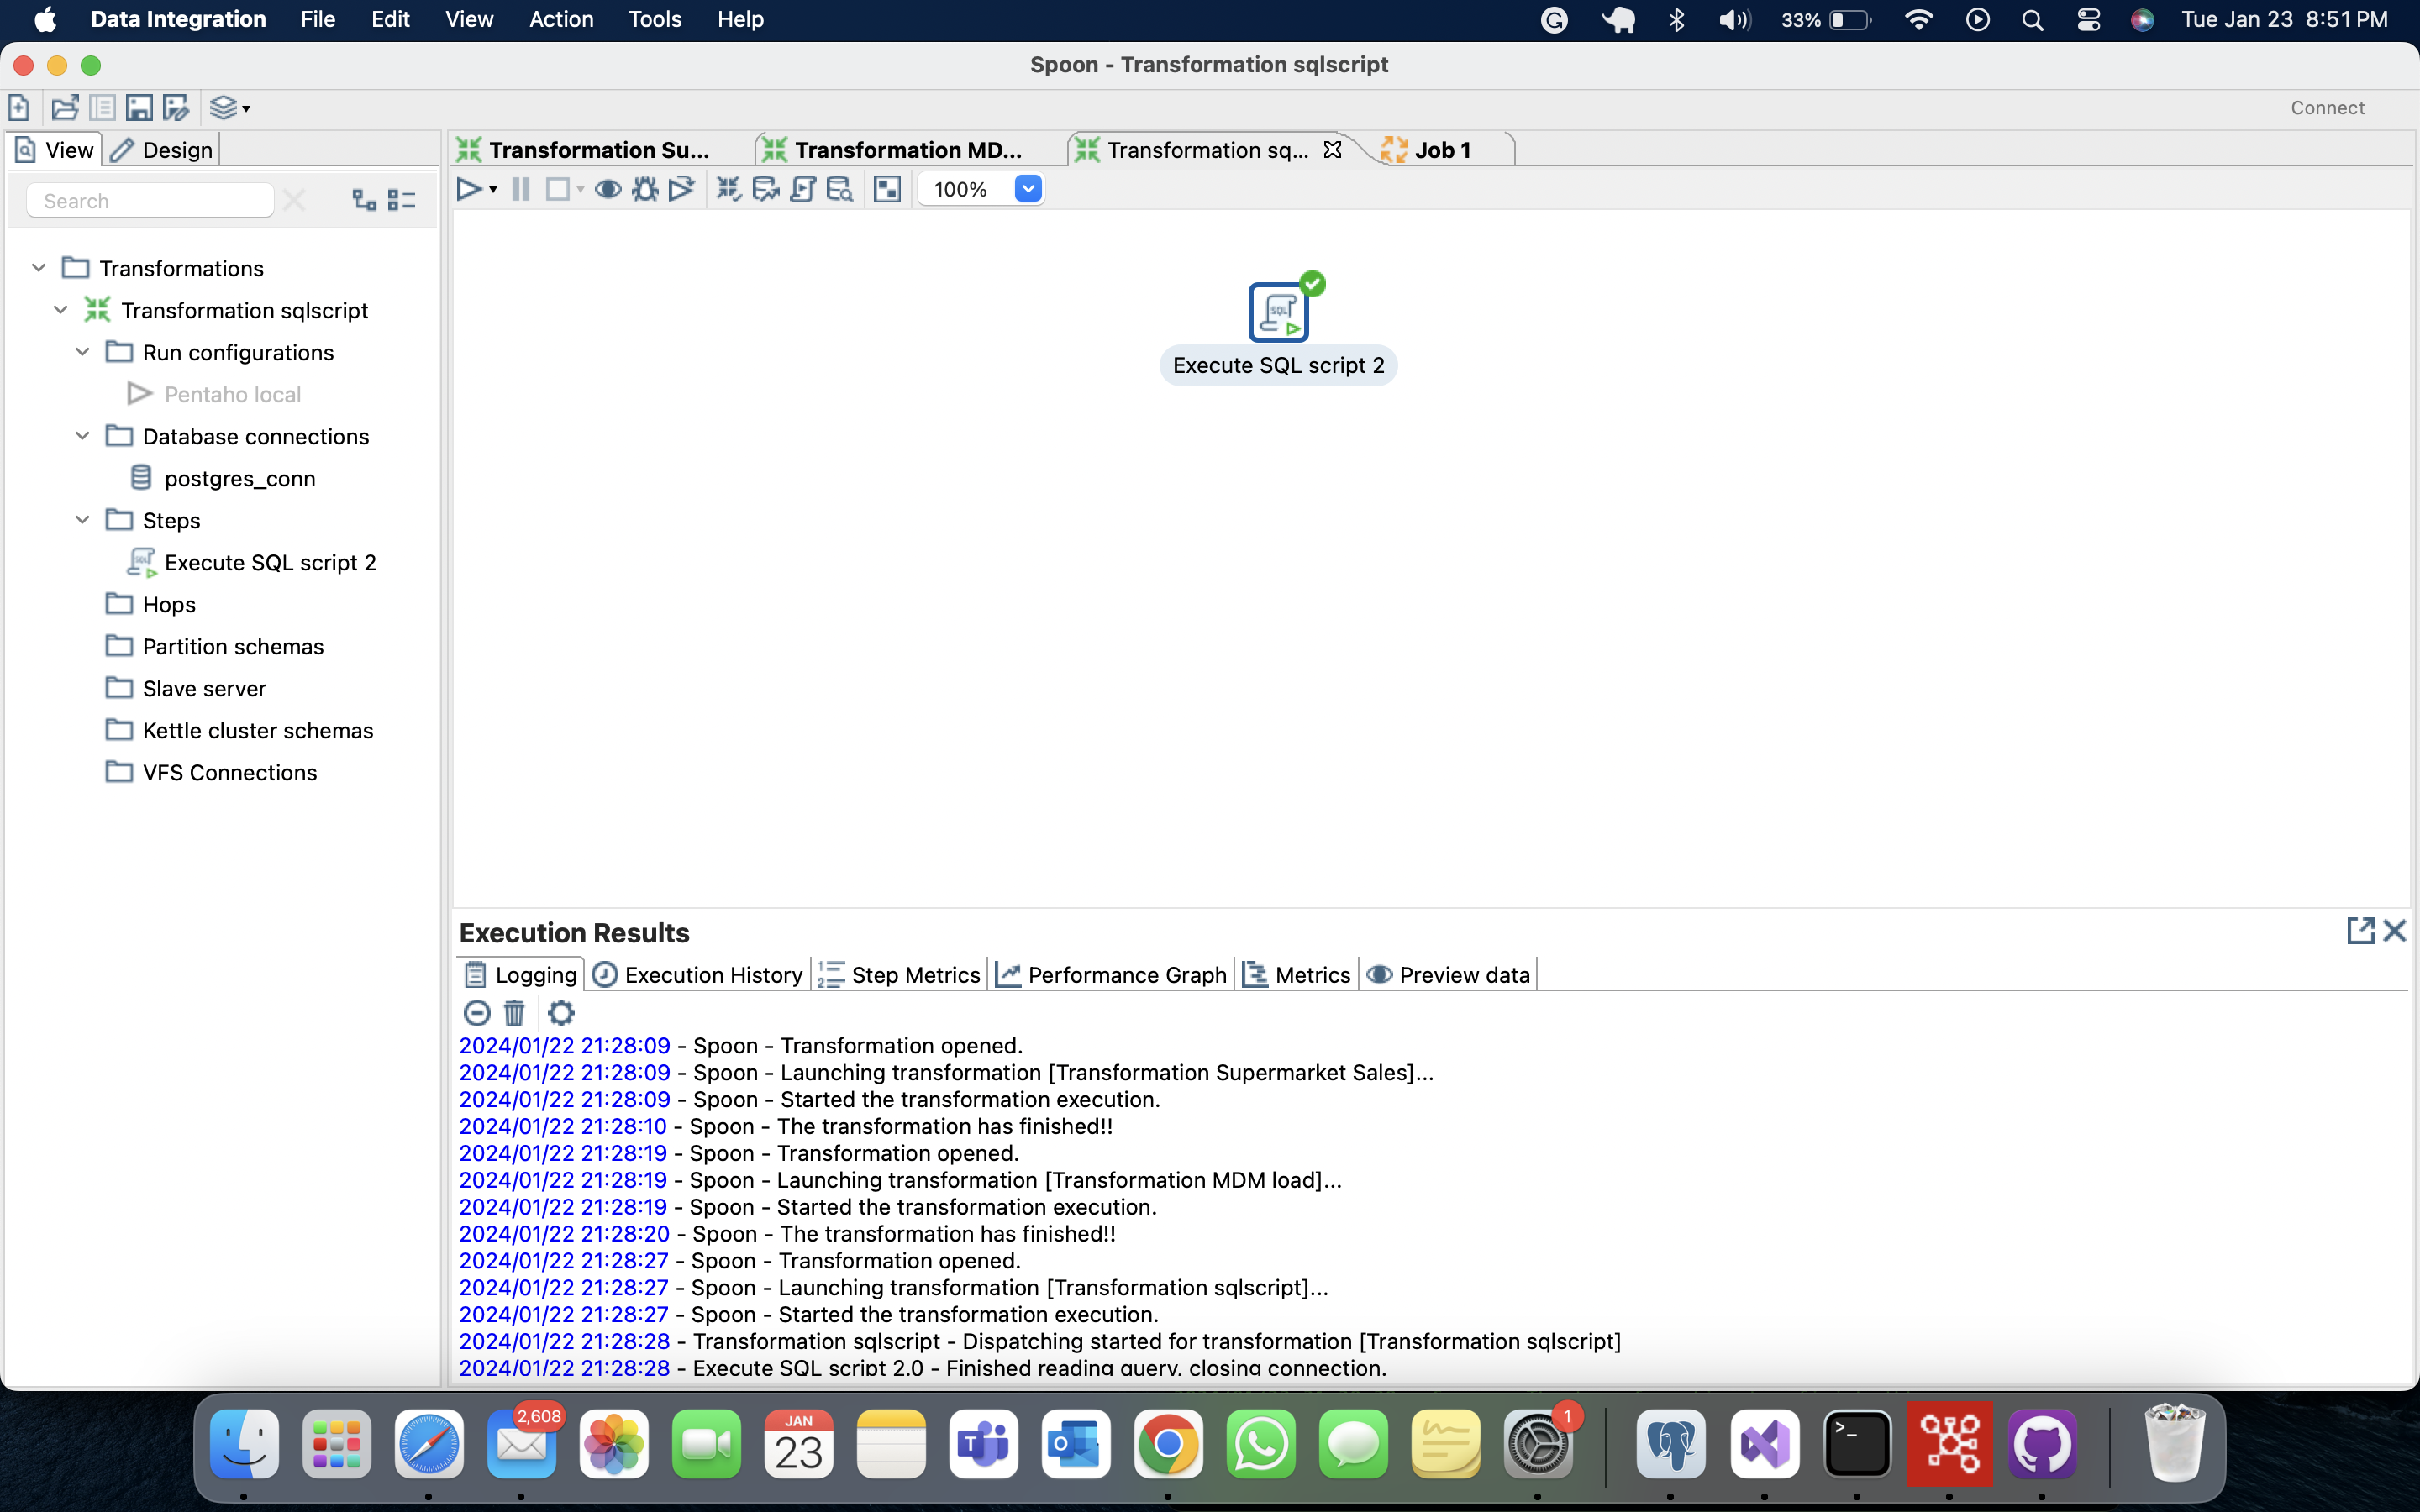 Data Integration File Edit View Action Tools Help 33% Tue Jan 23 8:51 PM
Spoon - Transformation sqlscript
Connect
View Design
Transformation Su... Transformation MD... Transformation sq... Job 1
Search
100%
Transformations
Transformation sqlscript
Run configurations
Pentaho local
Database connections
postgres_conn
Steps
Execute SQL script 2
Hops
Partition schemas
Slave server
Kettle cluster schemas
VFS Connections
SQL
Execute SQL script 2
Execution Results
Logging Execution History Step Metrics Performance Graph Metrics Preview data
2024/01/22 21:28:09 - Spoon - Transformation opened.
2024/01/22 21:28:09 - Spoon - Launching transformation [Transformation Supermarket Sales]...
2024/01/22 21:28:09 - Spoon - Started the transformation execution.
2024/01/22 21:28:10 - Spoon - The transformation has finished!!
2024/01/22 21:28:19 - Spoon - Transformation opened.
2024/01/22 21:28:19 - Spoon - Launching transformation [Transformation MDM load]...
2024/01/22 21:28:19 - Spoon - Started the transformation execution.
2024/01/22 21:28:20 - Spoon - The transformation has finished!!
2024/01/22 21:28:27 - Spoon - Transformation opened.
2024/01/22 21:28:27 - Spoon - Launching transformation [Transformation sqlscript]...
2024/01/22 21:28:27 - Spoon - Started the transformation execution.
2024/01/22 21:28:28 - Transformation sqlscript - Dispatching started for transformation [Transformation sqlscript]
2024/01/22 21:28:28 - Execute SQL script 2.0 - Finished reading query, closing connection.
2,608
JAN
23
1